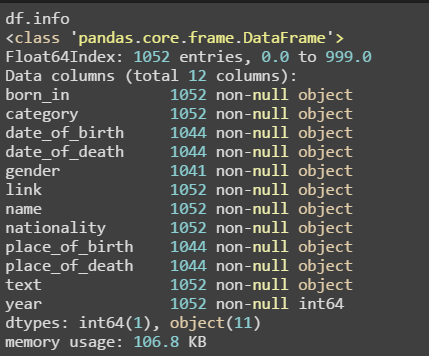 df.info
<class 'pandas.core.frame.DataFrame'>
Float64Index: 1052 entries, 0.0 to 999.0
Data columns (total 12 columns):
born_in 1052 non-null object
category 1052 non-null object
date_of_birth 1044 non-null object
date_of_death 1044 non-null object
gender 1041 non-null object
link 1052 non-null object
name 1052 non-null object
nationality 1052 non-null object
place_of_birth 1044 non-null object
place_of_death 1044 non-null object
text 1052 non-null object
year 1052 non-null int64
dtypes: int64(1), object(11)
memory usage: 106.8 KB